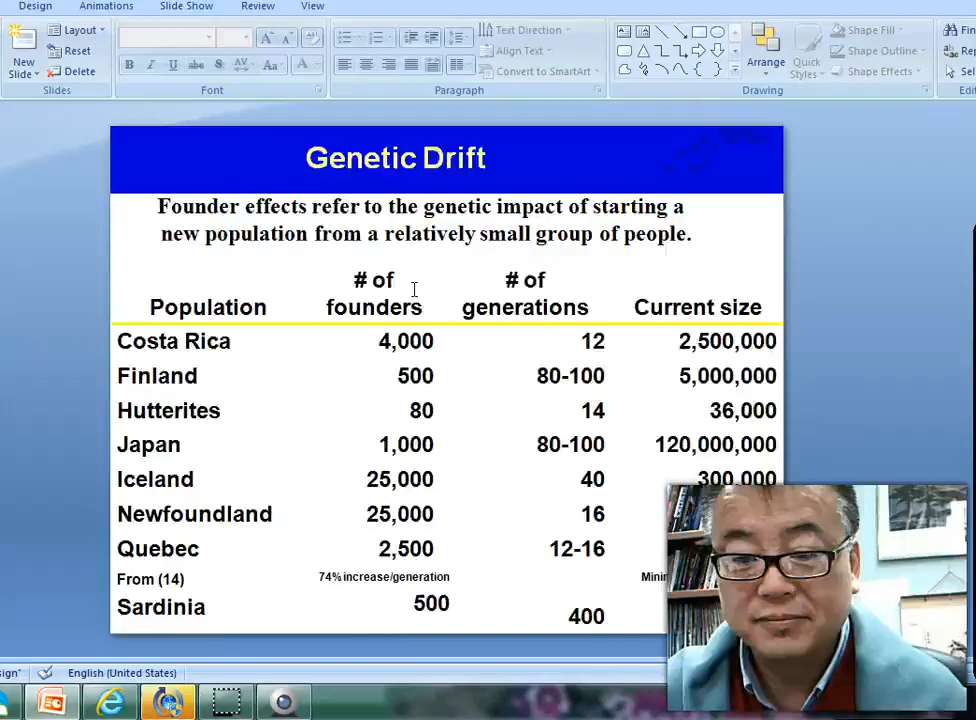 Design Animations Slide Show Review View
Layout
Reset
New
Slide
Delete
Slides
B I U abc S AV Aa A
Font
Text Direction
Align Text
Convert to SmartArt
Paragraph
Arrange
Quick
Styles
Shape Fill
Shape Outline
Shape Effects
Drawing
Genetic Drift
Founder effects refer to the genetic impact of starting a
new population from a relatively small group of people.
Population # of founders # of generations Current size
Costa Rica 4,000 12 2,500,000
Finland 500 80-100 5,000,000
Hutterites 80 14 36,000
Japan 1,000 80-100 120,000,000
Iceland 25,000 40 300,000
Newfoundland 25,000 16
Quebec 2,500 12-16
From (14) 74% increase/generation
Sardinia 500 400
English (United States)